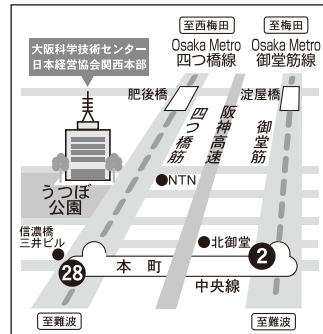 至西梅田
至梅田
大阪科学技術センター
日本経営協会関西本部
Osaka Metro
四つ橋線
Osaka Metro
御堂筋線
肥後橋
淀屋橋
四つ橋筋
阪神高速
御堂筋
NTN
うつぼ
公園
信濃橋
三井ビル
北御堂
2
28
本町
中央線
至難波
至難波